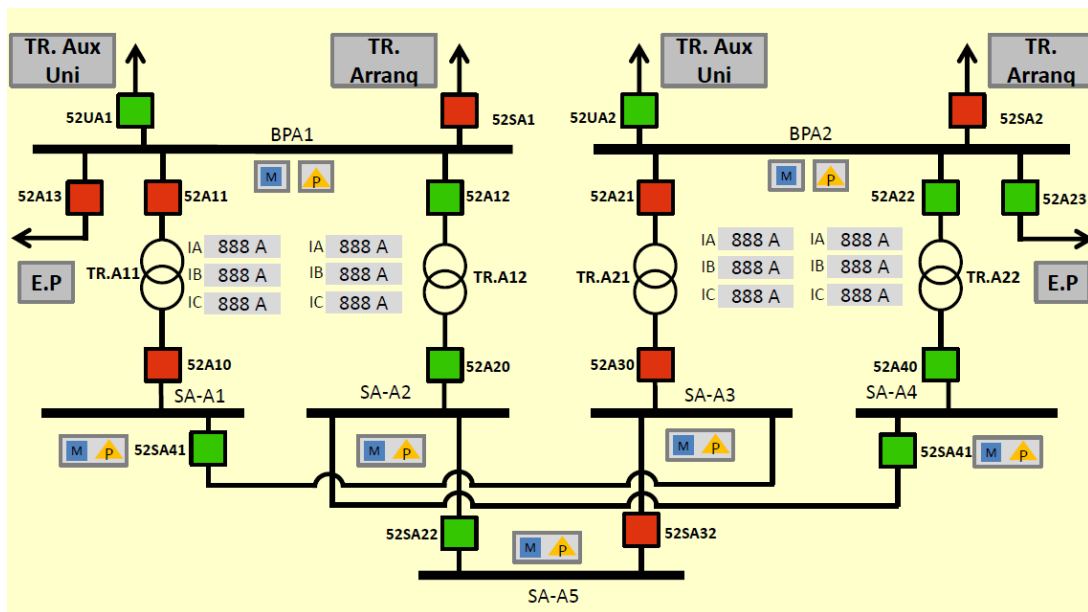 TR. Aux
Uni
TR.
Arranq
TR. Aux
Uni
TR.
Arranq
52UA1
52SA1
52UA2
52SA2
BPA1
BPA2
M
P
M
P
52A13
52A11
52A12
52A21
52A22
52A23
IA 888 A
IB 888 A
IC 888 A
IA 888 A
IB 888 A
IC 888 A
IA 888 A
IB 888 A
IC 888 A
IA 888 A
IB 888 A
IC 888 A
E.P
TR.A11
TR.A12
TR.A21
TR.A22
E.P
52A10
52A20
52A30
52A40
SA-A1
SA-A2
SA-A3
SA-A4
M
P
52SA41
M
P
M
P
52SA41
M
P
52SA22
M
P
52SA32
SA-A5